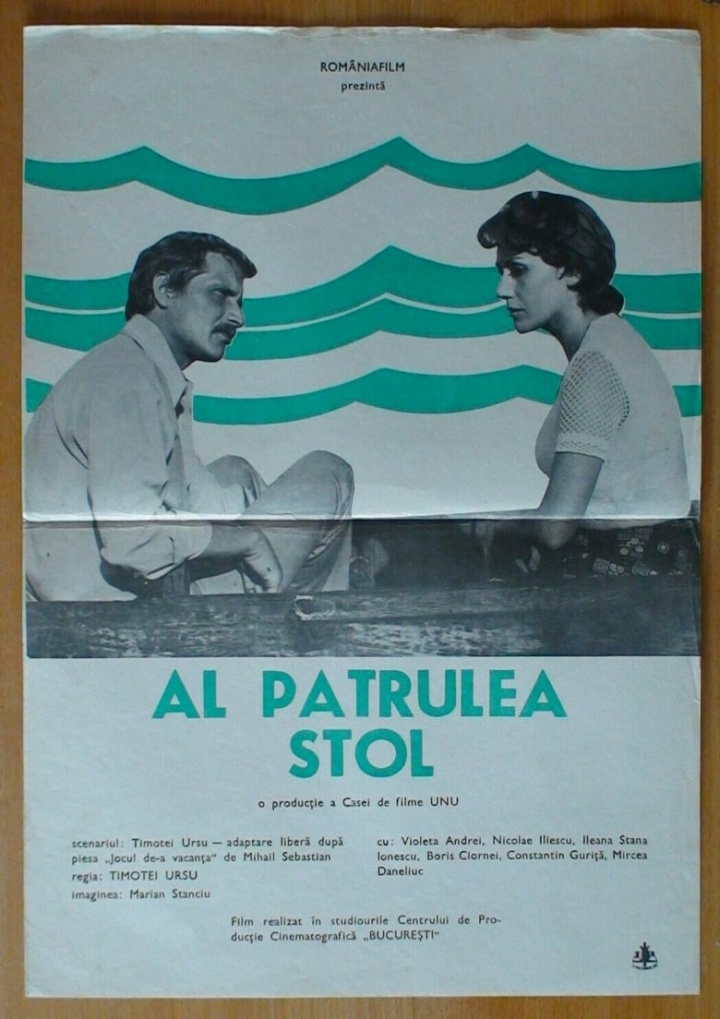 ROMÂNIAFILM
prezintă
AL PATRULEA
STOL
o producţie a Casei de filme UNU
scenariul: Timotei Ursu — adaptare liberă după
piesa „Jocul de-a vacanţa" de Mihail Sebastian
regia: TIMOTEI URSU
imaginea: Marian Stanciu
cu: Violeta Andrei, Nicolae Iliescu, Ileana Stana
Ionescu, Boris Ciornei, Constantin Guriţă, Mircea
Daneliuc
Film realizat în studiourile Centrului de Pro-
ducţie Cinematografică „BUCUREŞTI"